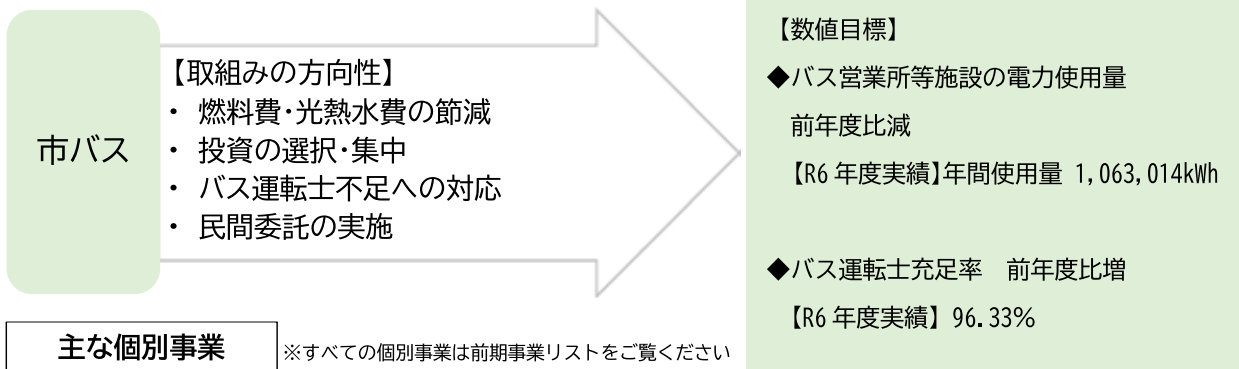 市バス
【取組みの方向性】
・ 燃料費・光熱水費の節減
・ 投資の選択・集中
・ バス運転士不足への対応
・ 民間委託の実施
【数値目標】
◆バス営業所等施設の電力使用量
前年度比減
【R6 年度実績】年間使用量 1,063,014kWh
◆バス運転士充足率 前年度比増
【R6 年度実績】 96.33%
主な個別事業
※すべての個別事業は前期事業リストをご覧ください